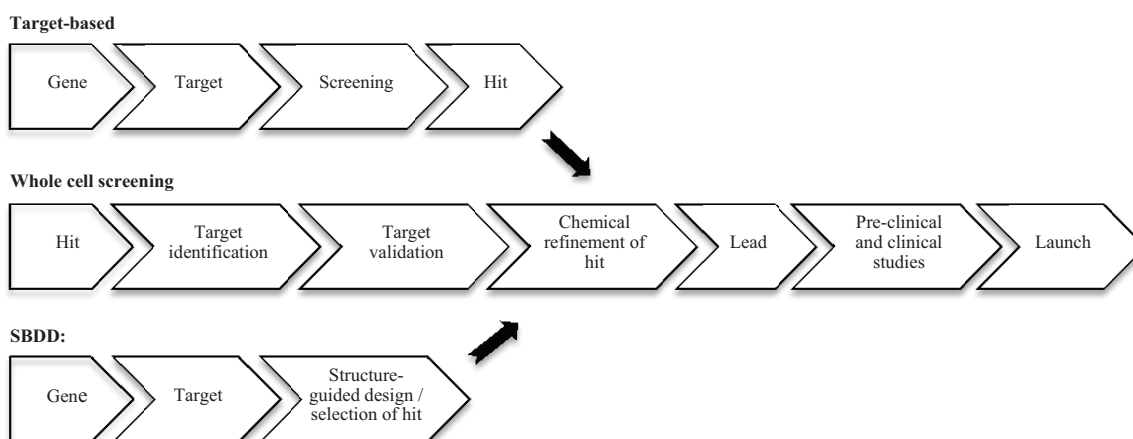 Target-based
Gene
Target
Screening
Hit
Whole cell screening
Hit
Target
identification
Target
validation
Chemical
refinement of
hit
Lead
Pre-clinical
and clinical
studies
Launch
SBDD:
Gene
Target
Structure-
guided design /
selection of hit